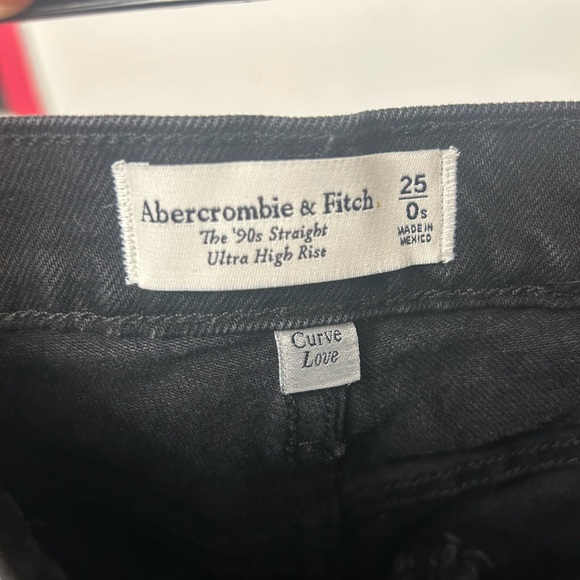 Abercrombie & Fitch
The '90s Straight
Ultra High Rise
25
0s
MADE IN
MEXICO
Curve
Love